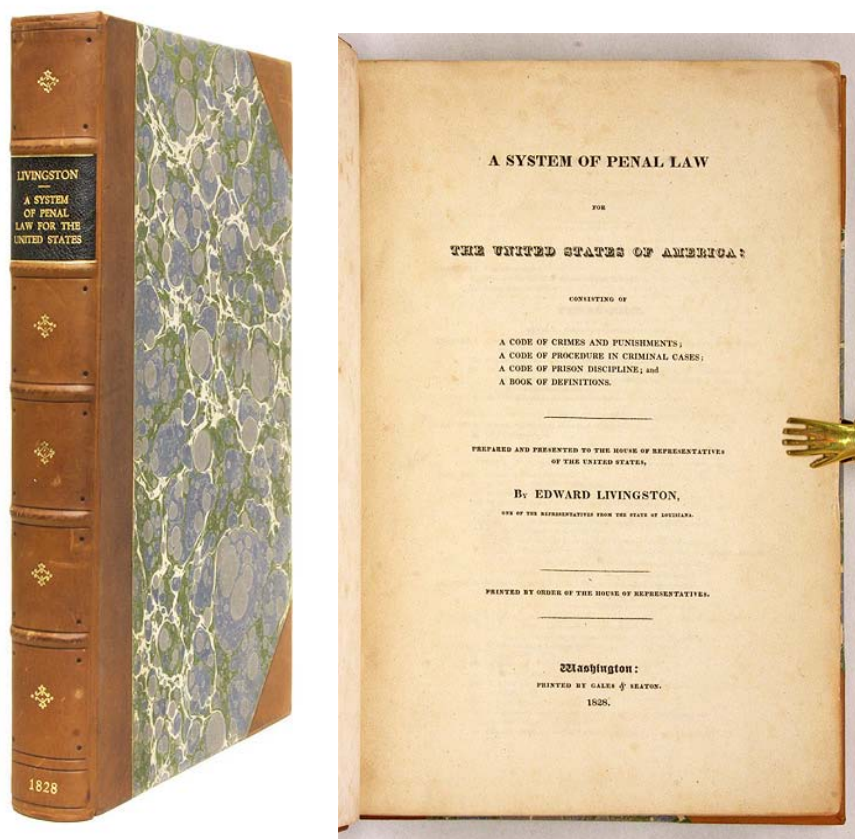 LIVINGSTON
A SYSTEM
OF PENAL
LAW FOR THE
UNITED STATES
1828
A SYSTEM OF PENAL LAW
FOR
THE UNITED STATES OF AMERICA:
CONSISTING OF
A CODE OF CRIMES AND PUNISHMENTS;
A CODE OF PROCEDURE IN CRIMINAL CASES;
A CODE OF PRISON DISCIPLINE; and
A BOOK OF DEFINITIONS.
PREPARED AND PRESENTED TO THE HOUSE OF REPRESENTATIVES
OF THE UNITED STATES,
By EDWARD LIVINGSTON,
ONE OF THE REPRESENTATIVES FROM THE STATE OF LOUISIANA.
PRINTED BY ORDER OF THE HOUSE OF REPRESENTATIVES.
Washington:
PRINTED BY GALES & SEATON.
1828.